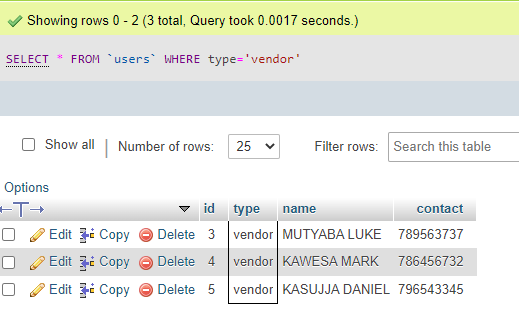 Showing rows 0 - 2 (3 total, Query took 0.0017 seconds.)
SELECT * FROM `users` WHERE type='vendor'
Show all Number of rows: 25 Filter rows: Search this table
Options
←T→ id type name contact
Edit Copy Delete 3 vendor MUTYABA LUKE 789563737
Edit Copy Delete 4 vendor KAWESA MARK 786456732
Edit Copy Delete 5 vendor KASUJJA DANIEL 796543345